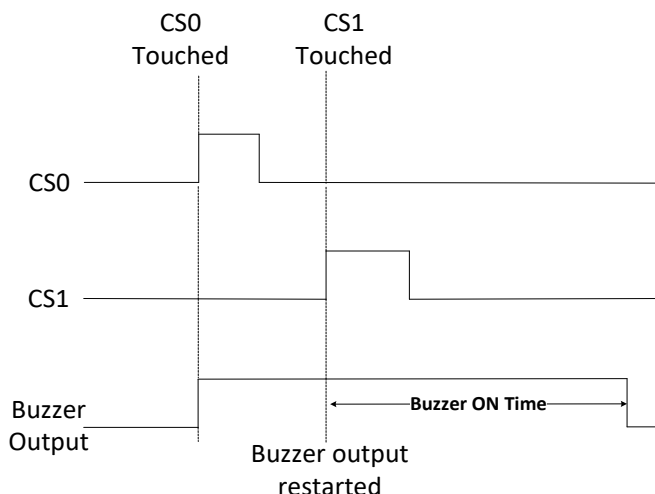 CS0
Touched
CS1
Touched
CS0
CS1
Buzzer
Output
Buzzer ON Time
Buzzer output
restarted